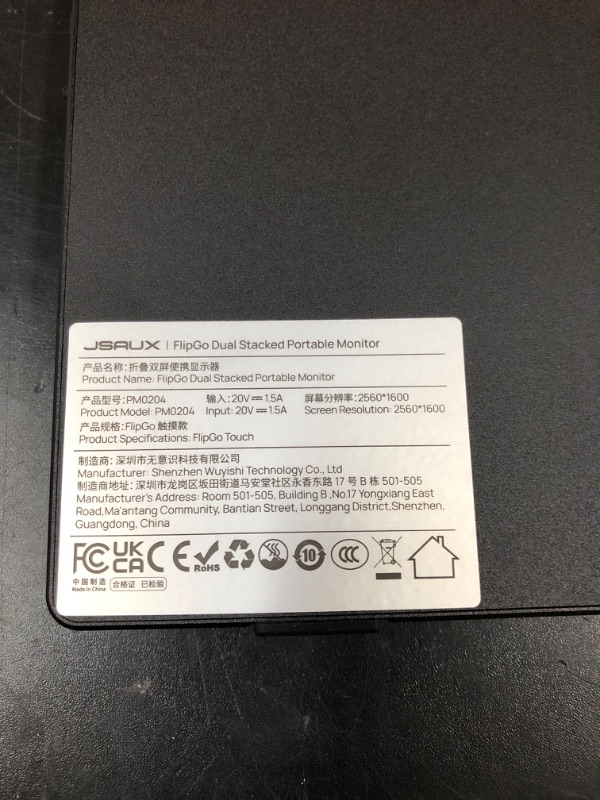 JSAUX | FlipGo Dual Stacked Portable Monitor
产品名称: 折叠双屏便携显示器
Product Name: FlipGo Dual Stacked Portable Monitor
产品型号: PM0204 输入: 20V⎓1.5A 屏幕分辨率: 2560*1600
Product Model: PM0204 Input: 20V⎓1.5A Screen Resolution: 2560*1600
产品规格: FlipGo 触摸款
Product Specifications: FlipGo Touch
制造商: 深圳市无意识科技有限公司
Manufacturer: Shenzhen Wuyishi Technology Co., Ltd
制造商地址: 深圳市龙岗区坂田街道马安堂社区永香东路 17 号 B 栋 501-505
Manufacturer's Address: Room 501-505, Building B ,No.17 Yongxiang East
Road,Ma'antang Community, Bantian Street, Longgang District,Shenzhen,
Guangdong, China
FC UKCA CE RoHS 10 CCC
中国制造 合格证 已检验
Made in China